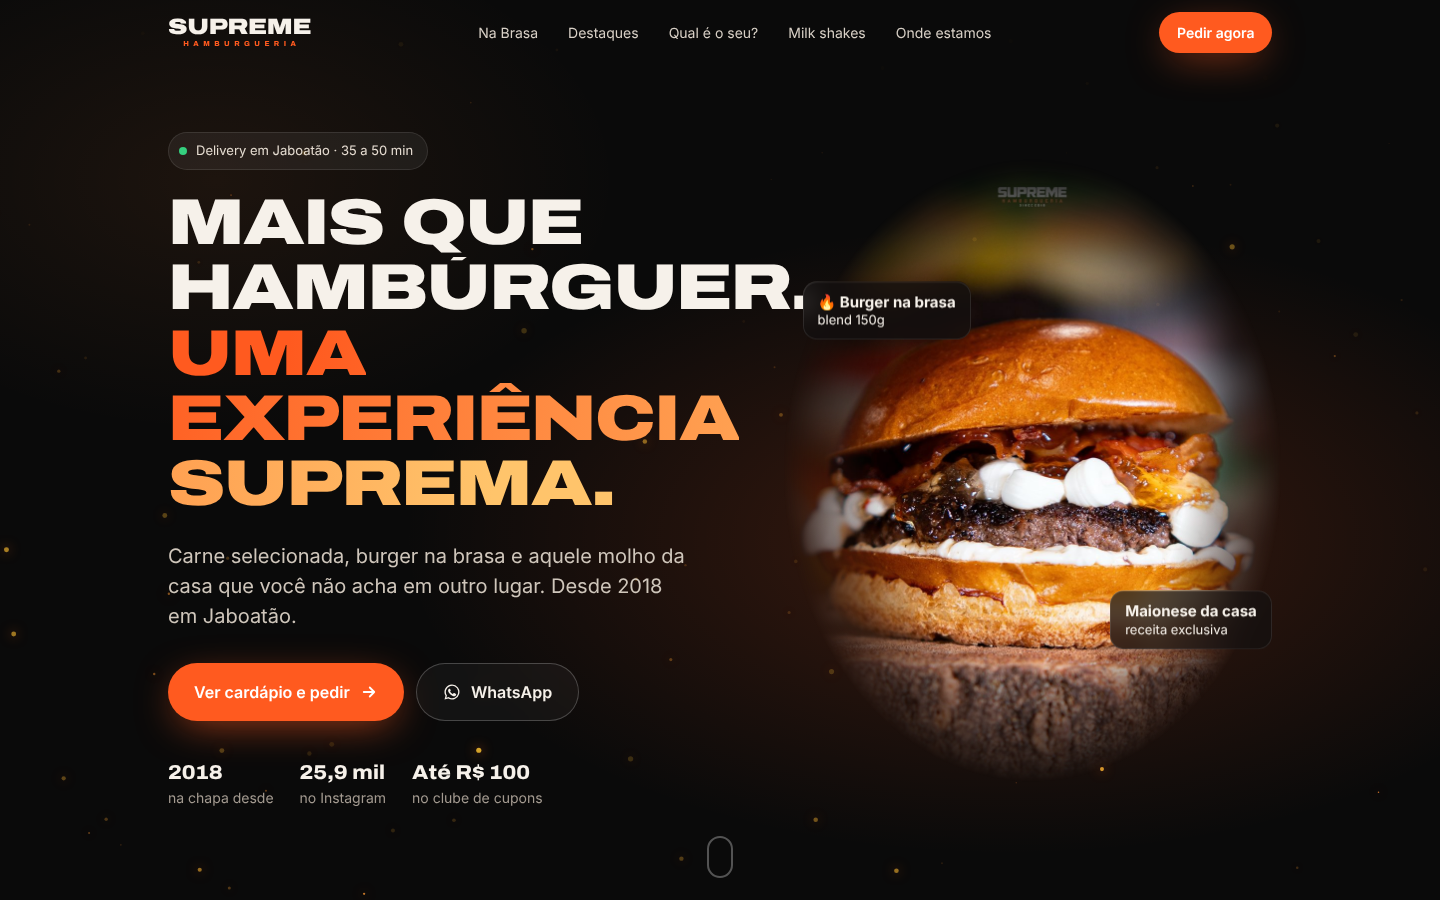 SUPREME
HAMBURGUERIA
Na Brasa
Destaques
Qual é o seu?
Milk shakes
Onde estamos
Pedir agora
Delivery em Jaboatão · 35 a 50 min
MAIS QUE
HAMBÚRGUER.
UMA
EXPERIÊNCIA
SUPREMA.
Carne selecionada, burger na brasa e aquele molho da
casa que você não acha em outro lugar. Desde 2018
em Jaboatão.
Ver cardápio e pedir →
WhatsApp
2018
na chapa desde
25,9 mil
no Instagram
Até R$ 100
no clube de cupons
SUPREME
HAMBURGUERIA
🔥 Burger na brasa
blend 150g
Maionese da casa
receita exclusiva